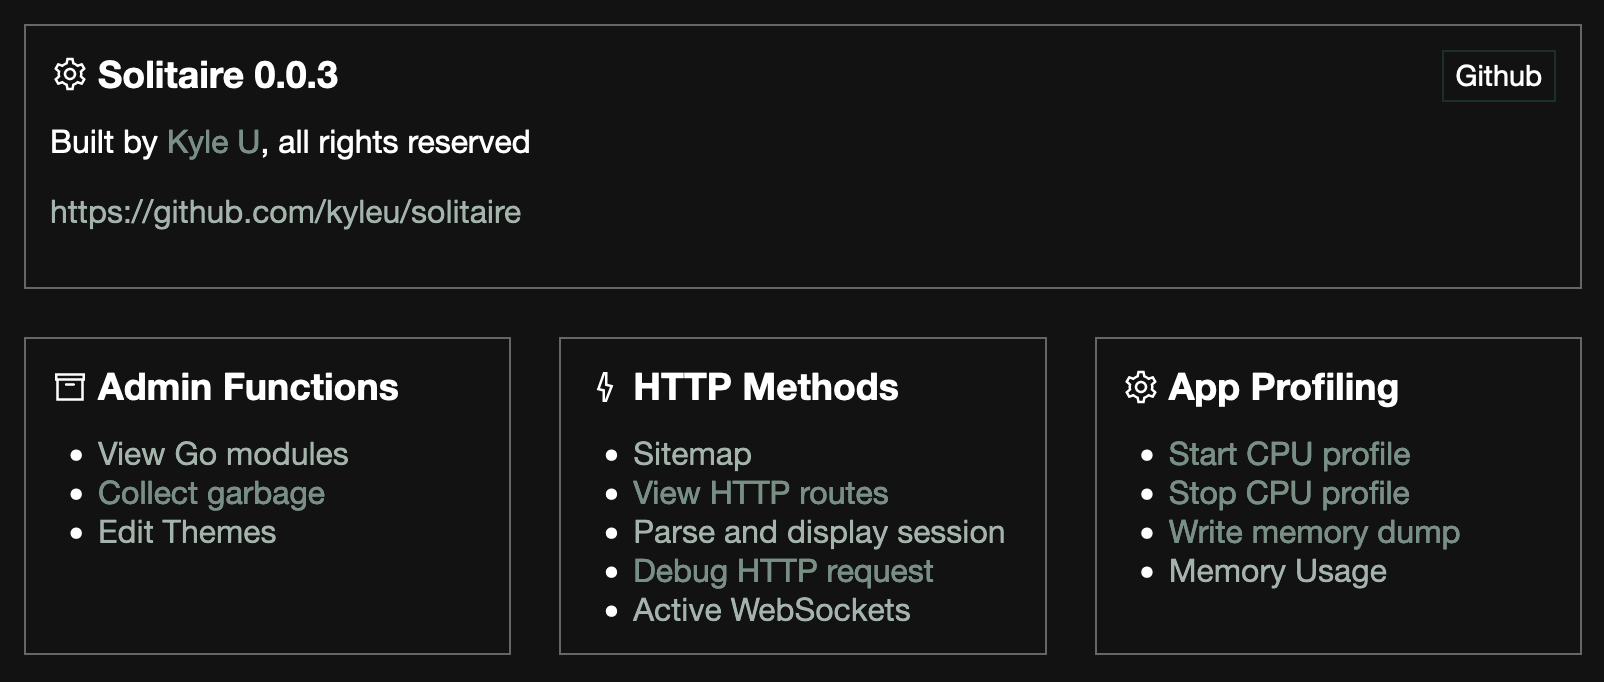 Solitaire 0.0.3
Github
Built by Kyle U, all rights reserved
https://github.com/kyleu/solitaire
Admin Functions
View Go modules
Collect garbage
Edit Themes
HTTP Methods
Sitemap
View HTTP routes
Parse and display session
Debug HTTP request
Active WebSockets
App Profiling
Start CPU profile
Stop CPU profile
Write memory dump
Memory Usage